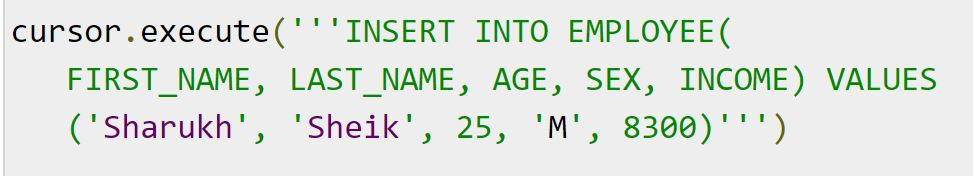 cursor.execute('''INSERT INTO EMPLOYEE(
FIRST_NAME, LAST_NAME, AGE, SEX, INCOME) VALUES
('Sharukh', 'Sheik', 25, 'M', 8300)''')